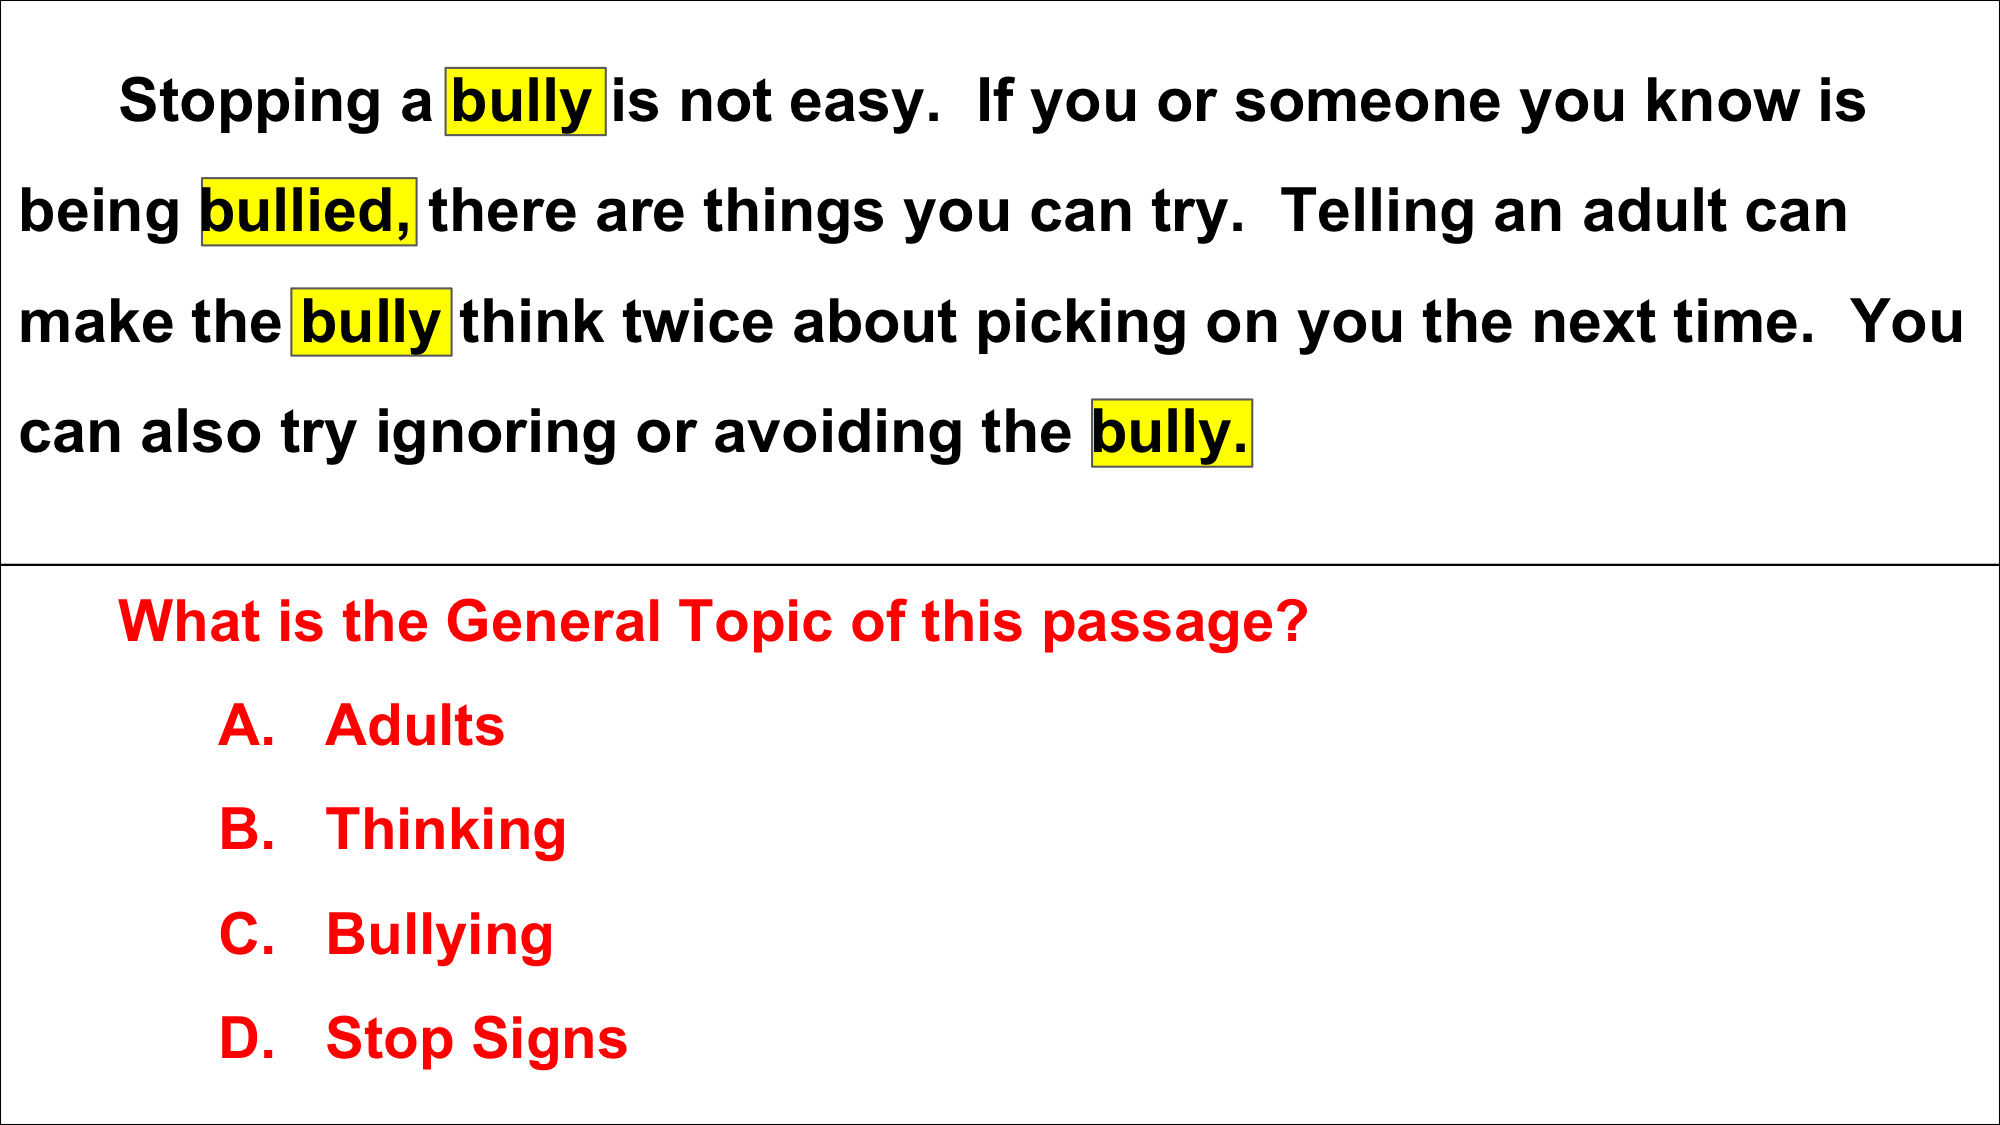 Stopping a bully is not easy.  If you or someone you know is
being bullied, there are things you can try.  Telling an adult can
make the bully think twice about picking on you the next time.  You
can also try ignoring or avoiding the bully.
What is the General Topic of this passage?
A. Adults
B. Thinking
C. Bullying
D. Stop Signs